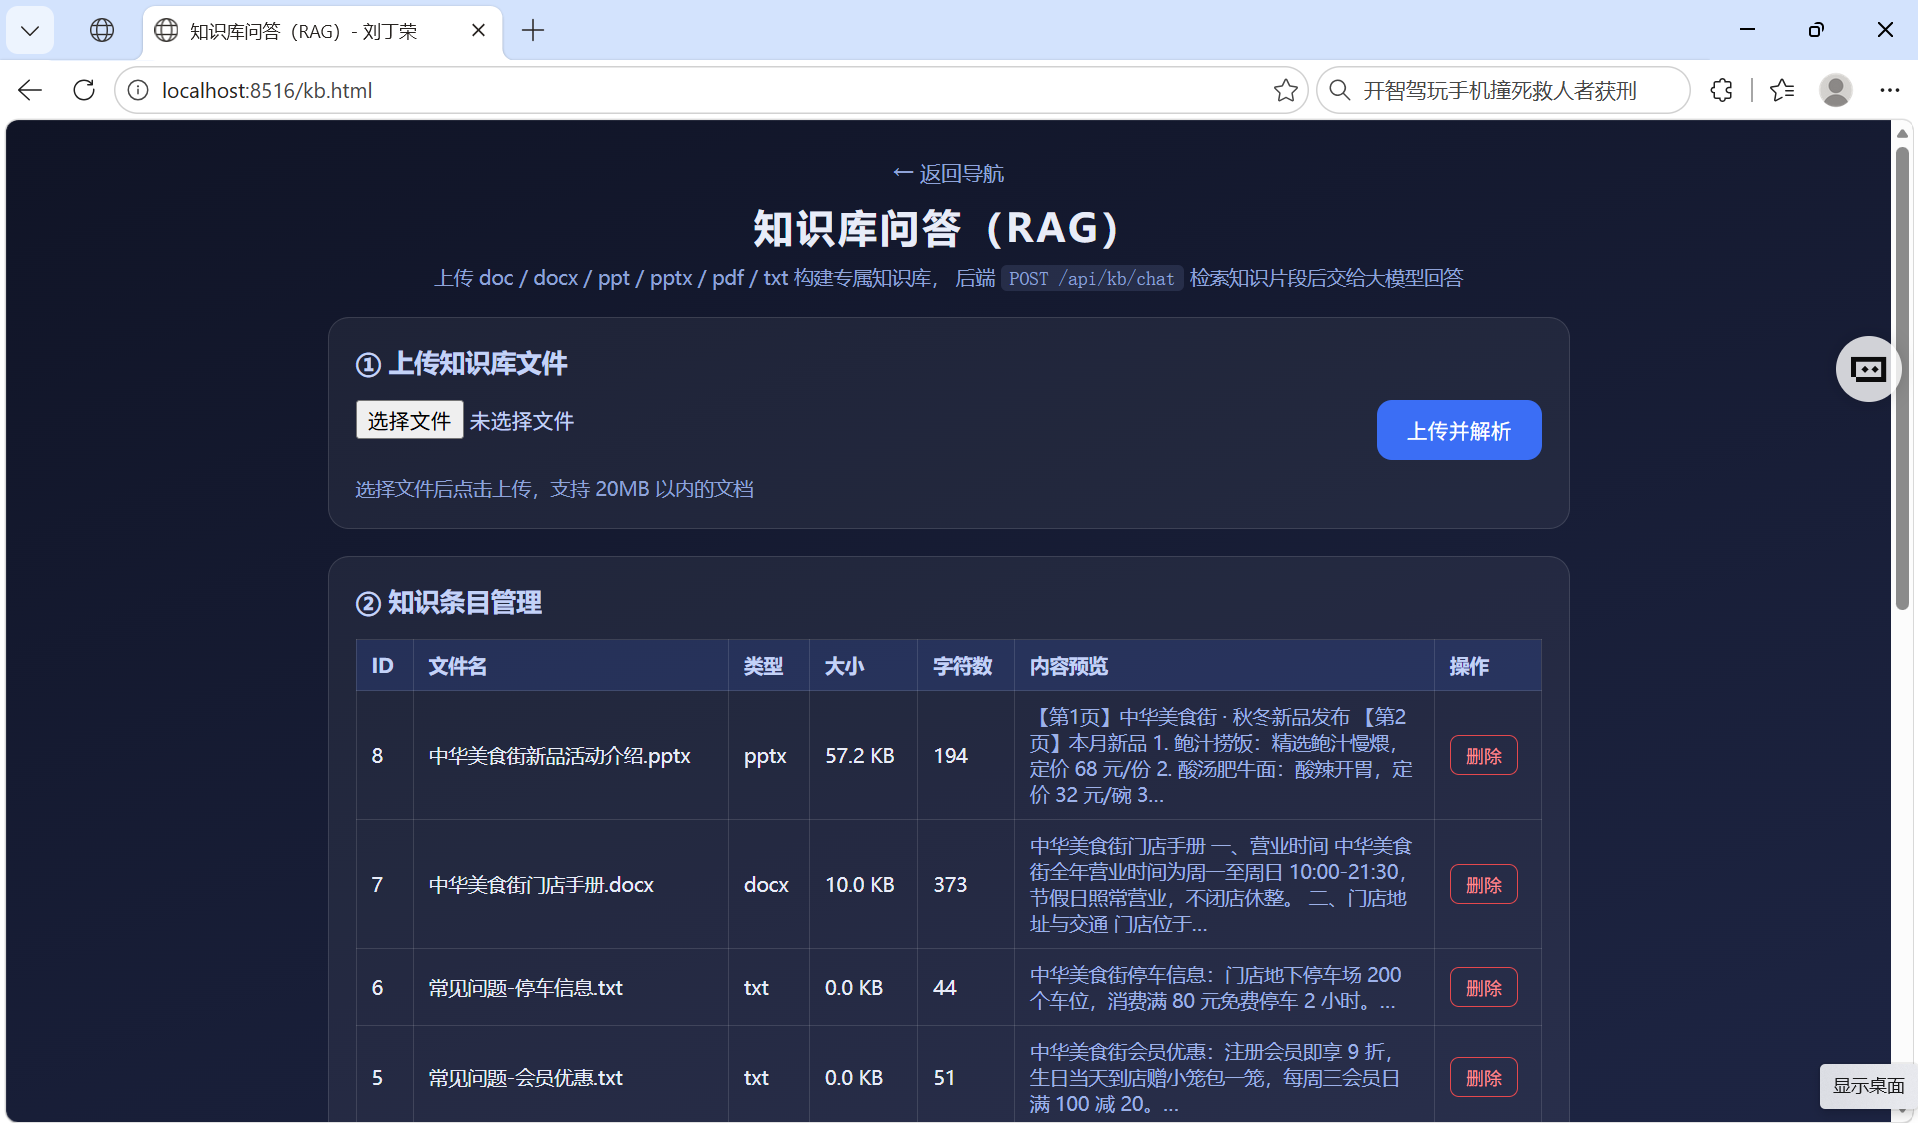 知识库问答（RAG）- 刘丁荣
localhost:8516/kb.html
开智驾玩手机撞死救人者获刑
← 返回导航
知识库问答（RAG）
上传 doc / docx / ppt / pptx / pdf / txt 构建专属知识库， 后端 POST /api/kb/chat 检索知识片段后交给大模型回答
① 上传知识库文件
选择文件 未选择文件
上传并解析
选择文件后点击上传，支持 20MB 以内的文档
② 知识条目管理
ID 文件名 类型 大小 字符数 内容预览 操作
8 中华美食街新品活动介绍.pptx pptx 57.2 KB 194
【第1页】中华美食街 · 秋冬新品发布 【第2
页】本月新品 1. 鲍汁捞饭：精选鲍汁慢煨，
定价 68 元/份 2. 酸汤肥牛面：酸辣开胃，定
价 32 元/碗 3...
删除
7 中华美食街门店手册.docx docx 10.0 KB 373
中华美食街门店手册 一、营业时间 中华美食
街全年营业时间为周一至周日 10:00-21:30，
节假日照常营业，不闭店休整。 二、门店地
址与交通 门店位于...
删除
6 常见问题-停车信息.txt txt 0.0 KB 44
中华美食街停车信息：门店地下停车场 200
个车位，消费满 80 元免费停车 2 小时。...
删除
5 常见问题-会员优惠.txt txt 0.0 KB 51
中华美食街会员优惠：注册会员即享 9 折，
生日当天到店赠小笼包一笼，每周三会员日
满 100 减 20。...
删除
显示桌面